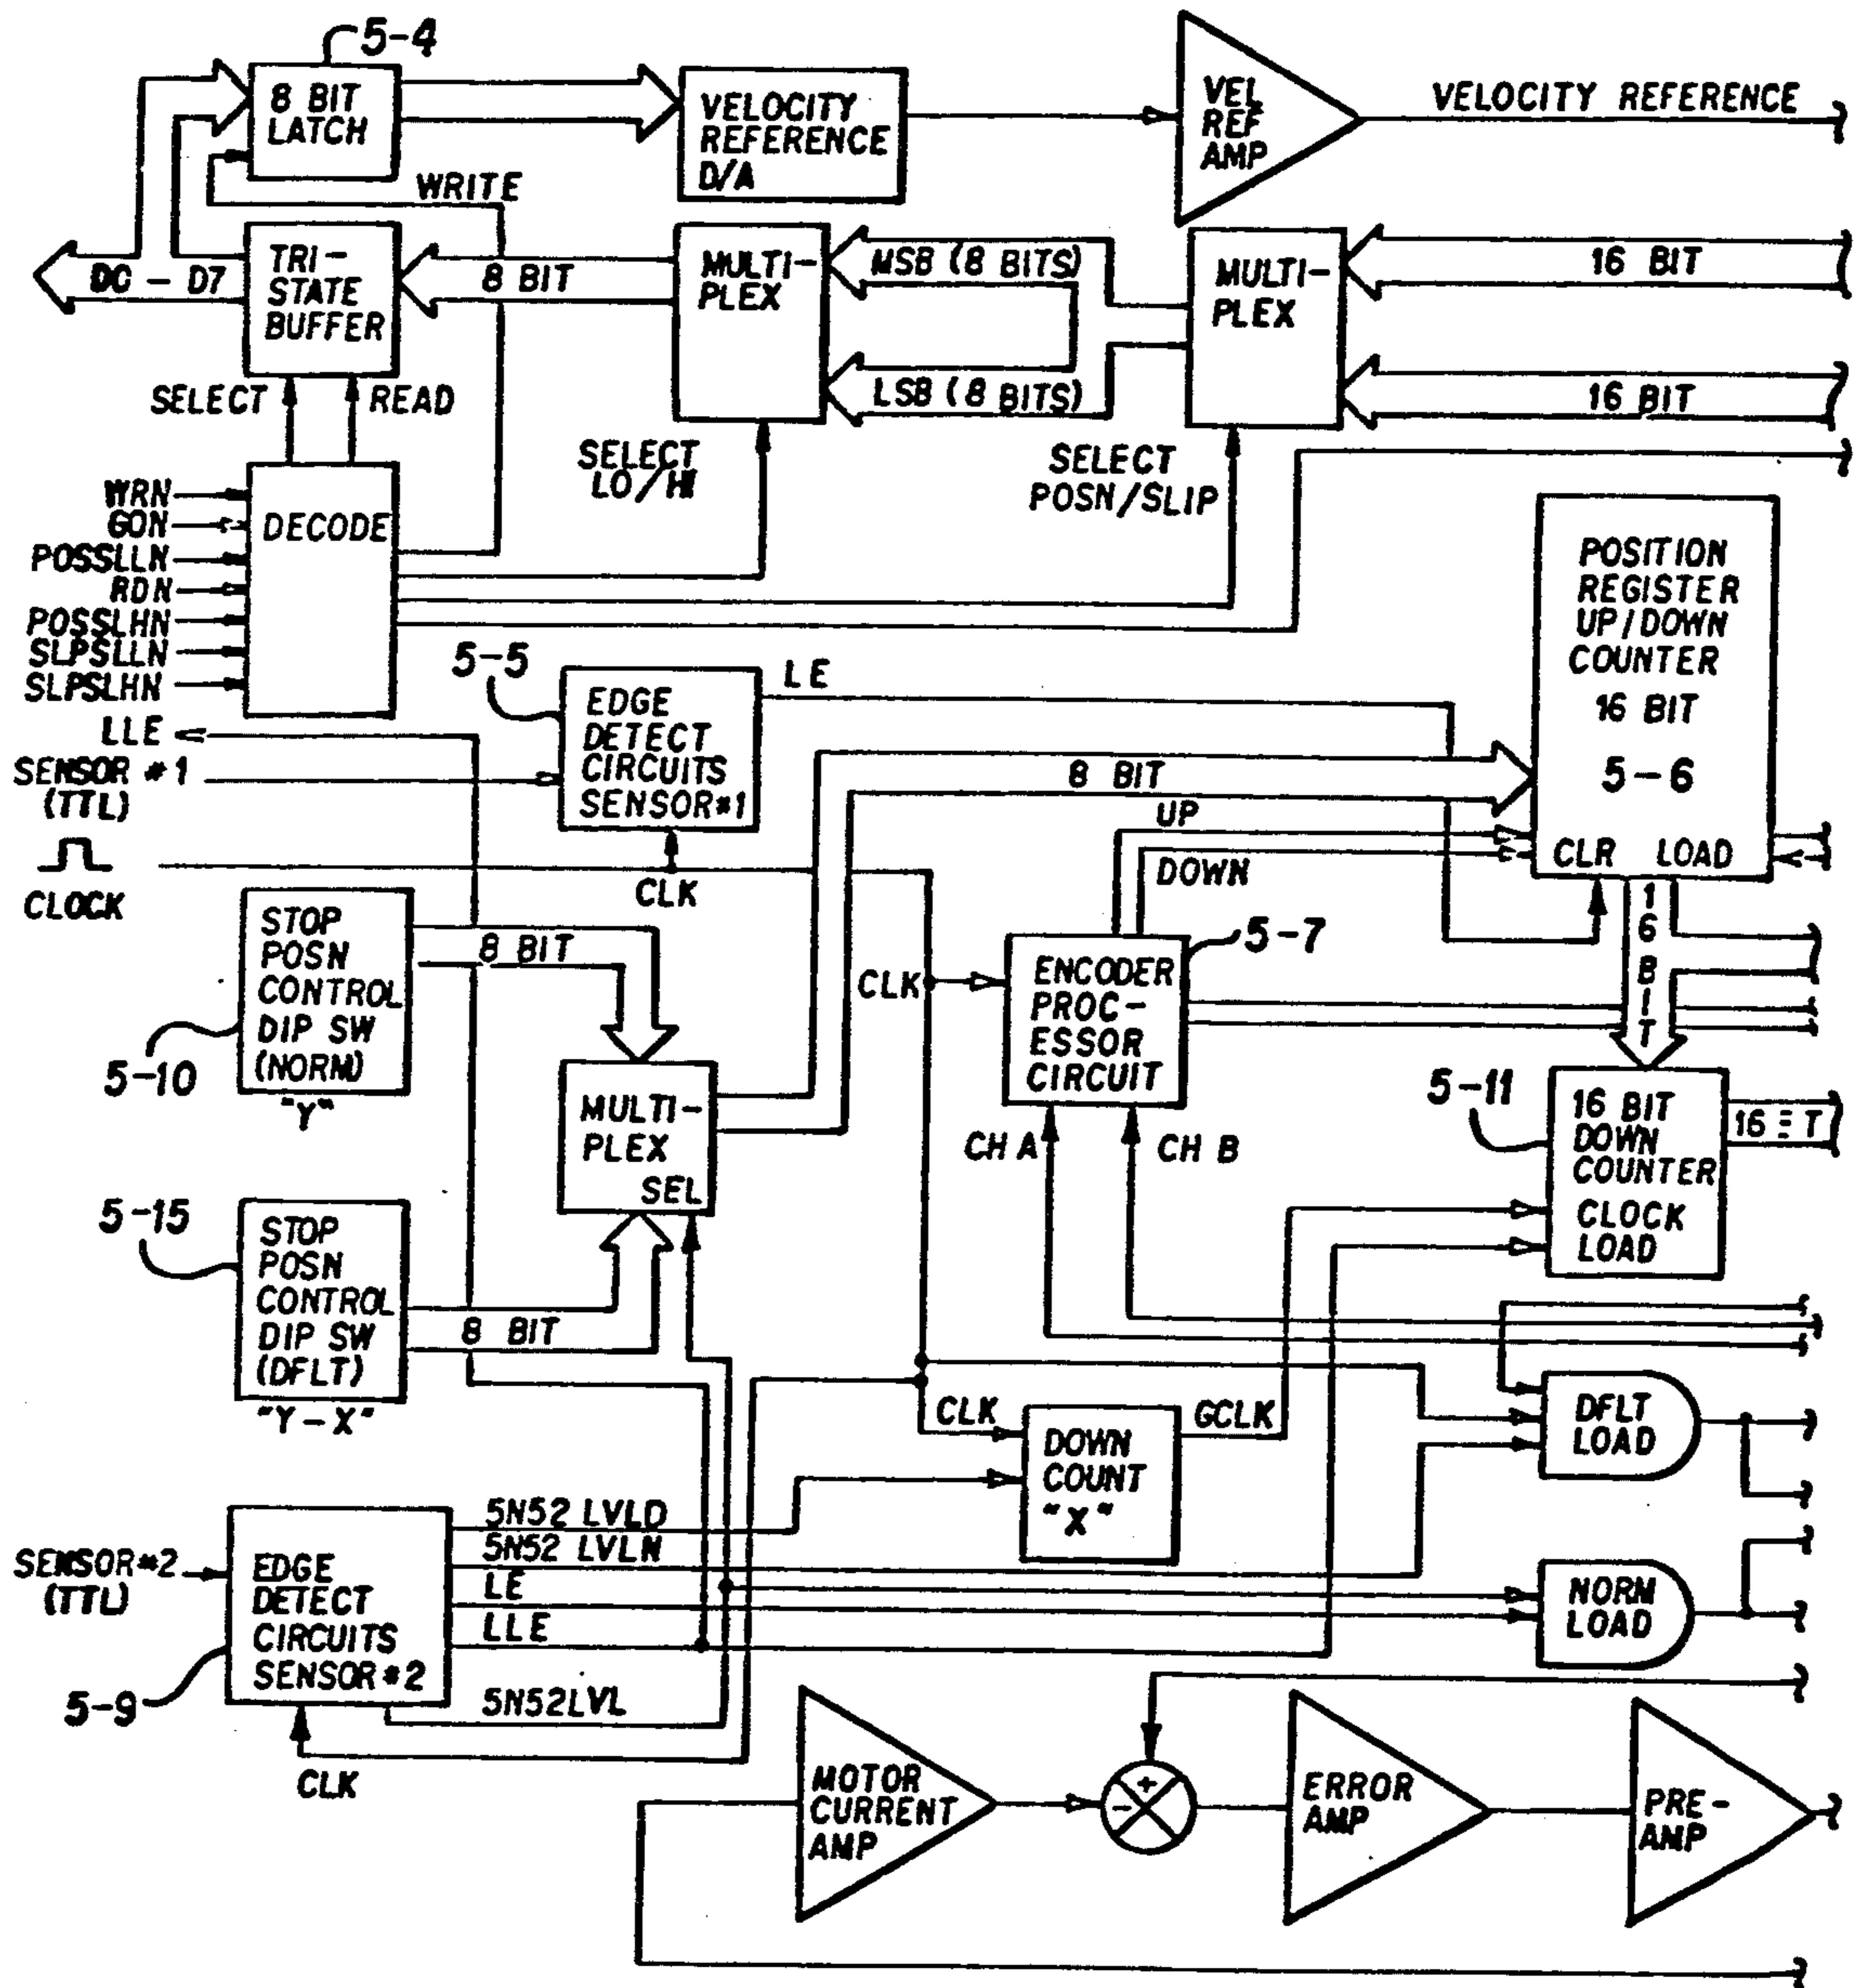 5-4
8 BIT
LATCH
VELOCITY
REFERENCE
D/A
VEL
REF
AMP
VELOCITY REFERENCE
WRITE
DC - D7
TRI-
STATE
BUFFER
8 BIT
MULTI-
PLEX
MSB (8 BITS)
LSB (8 BITS)
MULTI-
PLEX
16 BIT
16 BIT
SELECT
READ
SELECT
LO/HI
SELECT
POSN/SLIP
WRN
GON
POSSLLN
RDN
POSSLHN
SLPSLLN
SLPSLHN
DECODE
POSITION
REGISTER
UP/DOWN
COUNTER
16 BIT
5-6
CLR LOAD
LLE
SENSOR #1
(TTL)
CLOCK
5-5
EDGE
DETECT
CIRCUITS
SENSOR#1
LE
8 BIT
UP
DOWN
CLK
STOP
POSN
CONTROL
DIP SW
(NORM)
"Y"
5-10
8 BIT
MULTI-
PLEX
SEL
CLK
ENCODER
PROC-
ESSOR
CIRCUIT
5-7
CH A
CH B
16 BIT
5-11
16 BIT
DOWN
COUNTER
CLOCK
LOAD
16 BIT
5-15
STOP
POSN
CONTROL
DIP SW
(DFLT)
"Y-X"
8 BIT
CLK
DOWN
COUNT
"X"
GCLK
DFLT
LOAD
SENSOR#2
(TTL)
EDGE
DETECT
CIRCUITS
SENSOR#2
5-9
5N52 LVLD
5N52 LVLN
LE
LLE
5N52LVL
CLK
NORM
LOAD
MOTOR
CURRENT
AMP
+
-
ERROR
AMP
PRE-
AMP